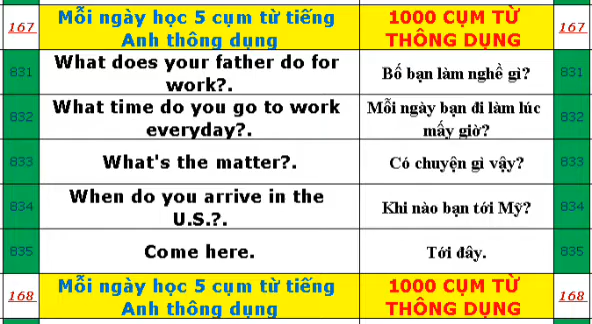 167 Mỗi ngày học 5 cụm từ tiếng 1000 CỤM TỪ 167
Anh thông dụng THÔNG DỤNG
831 What does your father do for Bố bạn làm nghề gì? 831
work?.
832 What time do you go to work Mỗi ngày bạn đi làm lúc 832
everyday?. mấy giờ?
833 What's the matter?. Có chuyện gì vậy? 833
834 When do you arrive in the Khi nào bạn tới Mỹ? 834
U.S.?.
835 Come here. Tới đây. 835
168 Mỗi ngày học 5 cụm từ tiếng 1000 CỤM TỪ 168
Anh thông dụng THÔNG DỤNG